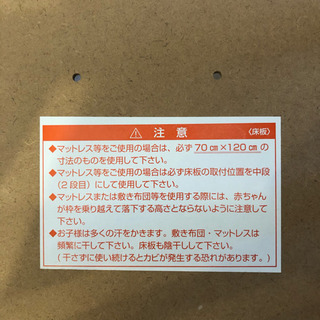 ⚠ 注意 〈床板〉
◆マットレス等をご使用の場合は、必ず70㎝×120㎝の
寸法のものを使用して下さい。
◆マットレス等をご使用の場合は必ず床板の取付位置を中段
(2段目)にして使用して下さい。
◆マットレスまたは敷き布団等を使用する際には、赤ちゃん
が枠を乗り越えて落下する高さとならないように注意して
下さい。
◆お子様は多くの汗をかきます。敷き布団・マットレスは
頻繁に干して下さい。床板も陰干しして下さい。
(干さずに使い続けるとカビが発生する恐れがあります。)